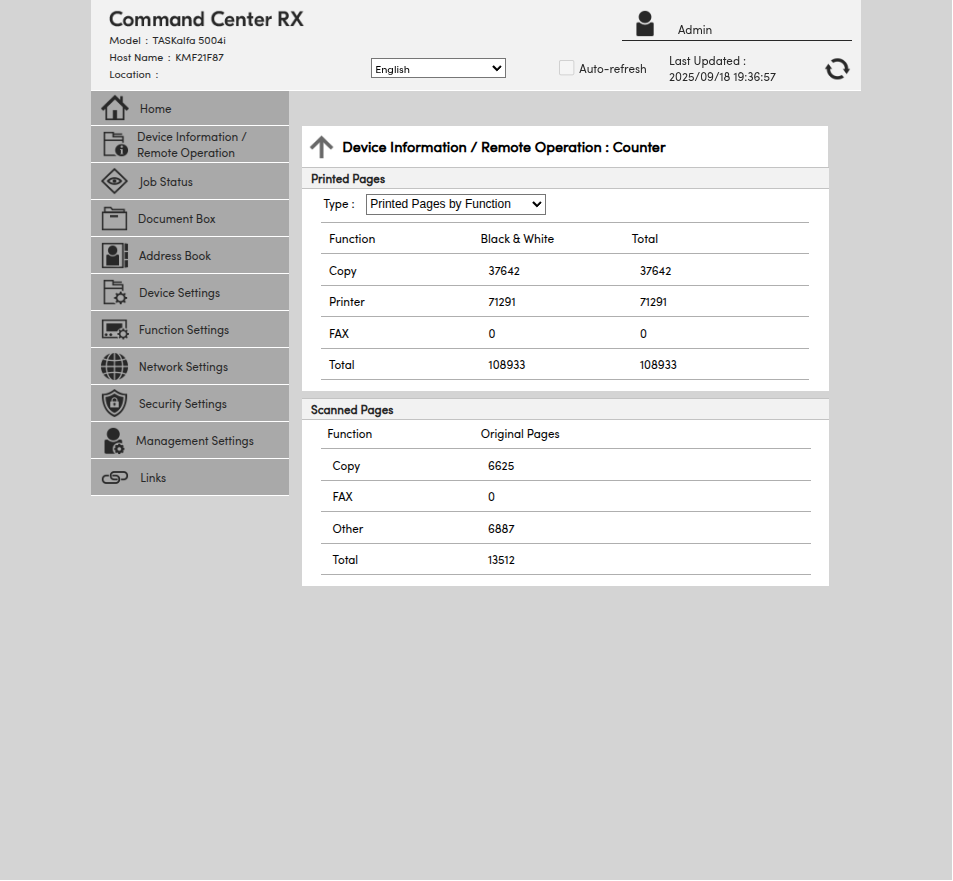 Command Center RX
Model : TASKalfa 5004i
Host Name : KMF21F87
Location :
English
Auto-refresh
Admin
Last Updated :
2025/09/18 19:36:57
Home
Device Information /
Remote Operation
Job Status
Document Box
Address Book
Device Settings
Function Settings
Network Settings
Security Settings
Management Settings
Links
Device Information / Remote Operation : Counter
Printed Pages
Type : Printed Pages by Function
Function Black & White Total
Copy 37642 37642
Printer 71291 71291
FAX 0 0
Total 108933 108933
Scanned Pages
Function Original Pages
Copy 6625
FAX 0
Other 6887
Total 13512